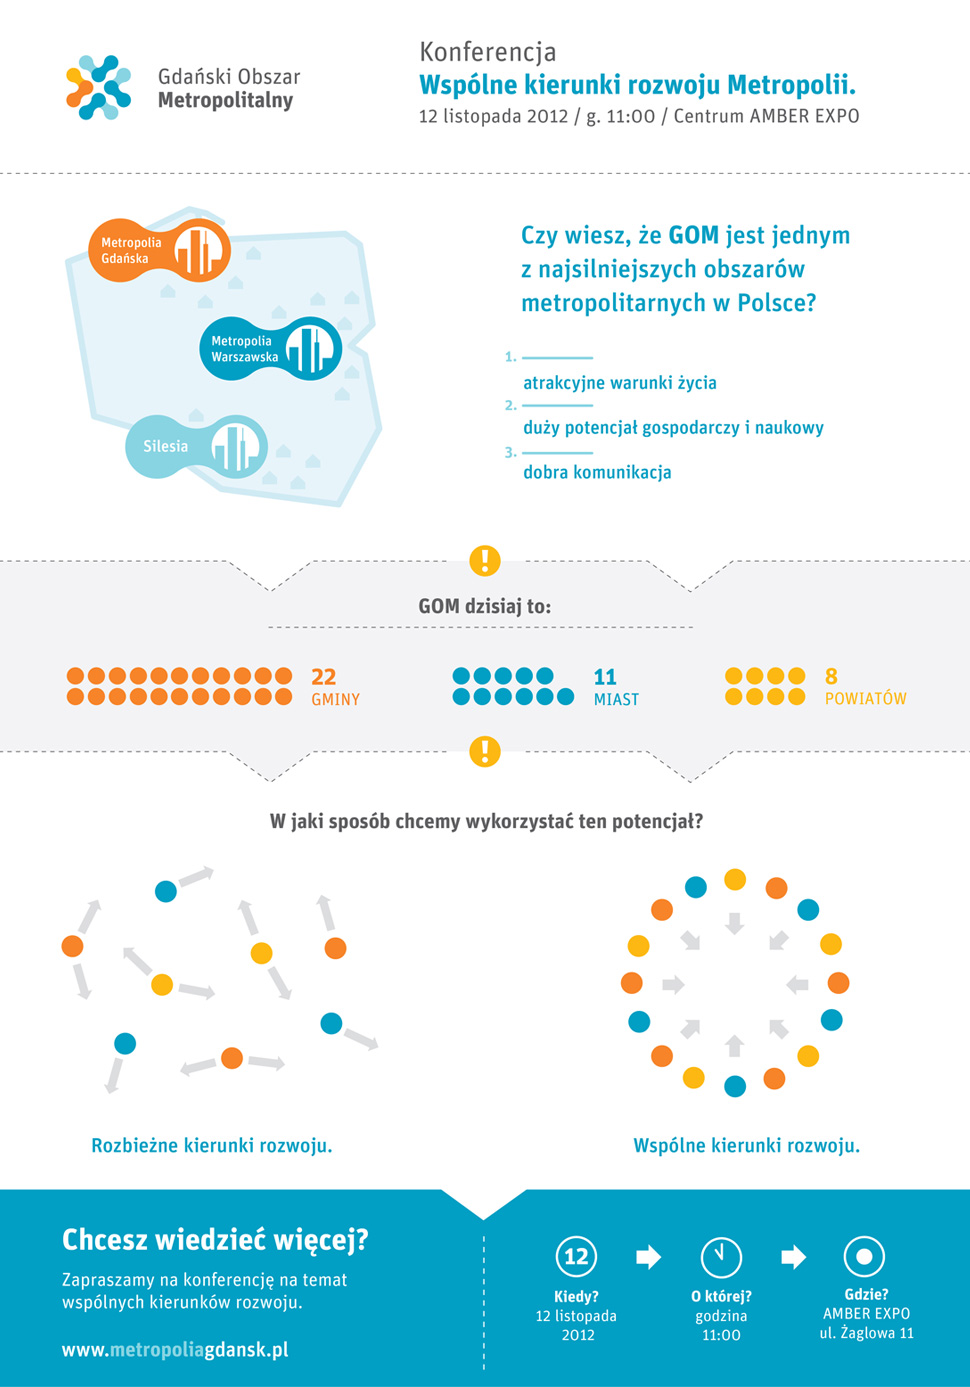 Gdański Obszar
Metropolitalny
Konferencja
Wspólne kierunki rozwoju Metropolii.
12 listopada 2012 / g. 11:00 / Centrum AMBER EXPO
Metropolia
Gdańska
Metropolia
Warszawska
Silesia
Czy wiesz, że GOM jest jednym
z najsilniejszych obszarów
metropolitarnych w Polsce?
1.
atrakcyjne warunki życia
2.
duży potencjał gospodarczy i naukowy
3.
dobra komunikacja
!
GOM dzisiaj to:
22
GMINY
11
MIAST
8
POWIATÓW
!
W jaki sposób chcemy wykorzystać ten potencjał?
Rozbieżne kierunki rozwoju.
Wspólne kierunki rozwoju.
Chcesz wiedzieć więcej?
Zapraszamy na konferencję na temat
wspólnych kierunków rozwoju.
www.metropoliagdansk.pl
12
Kiedy?
12 listopada
2012
O której?
godzina
11:00
Gdzie?
AMBER EXPO
ul. Żaglowa 11